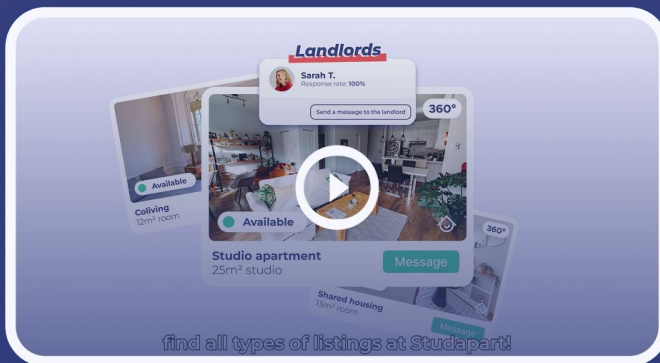 Landlords
Sarah T.
Response rate: 100%
Send a message to the landlord
360°
Available
Coliving
12m² room
Available
360°
Studio apartment
25m² studio
Message
Shared housing
13m² room
Message
find all types of listings at Studapart!